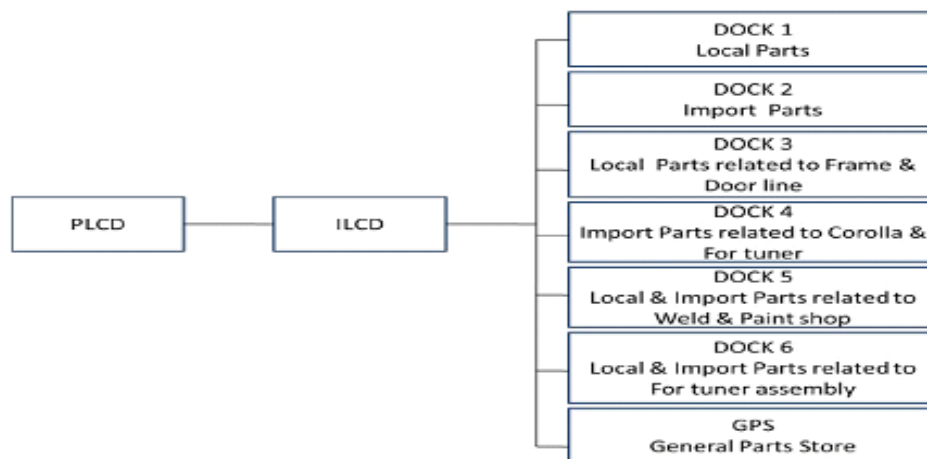 PLCD
ILCD
DOCK 1
Local Parts
DOCK 2
Import Parts
DOCK 3
Local Parts related to Frame &
Door line
DOCK 4
Import Parts related to Corolla &
For tuner
DOCK 5
Local & Import Parts related to
Weld & Paint shop
DOCK 6
Local & Import Parts related to
For tuner assembly
GPS
General Parts Store